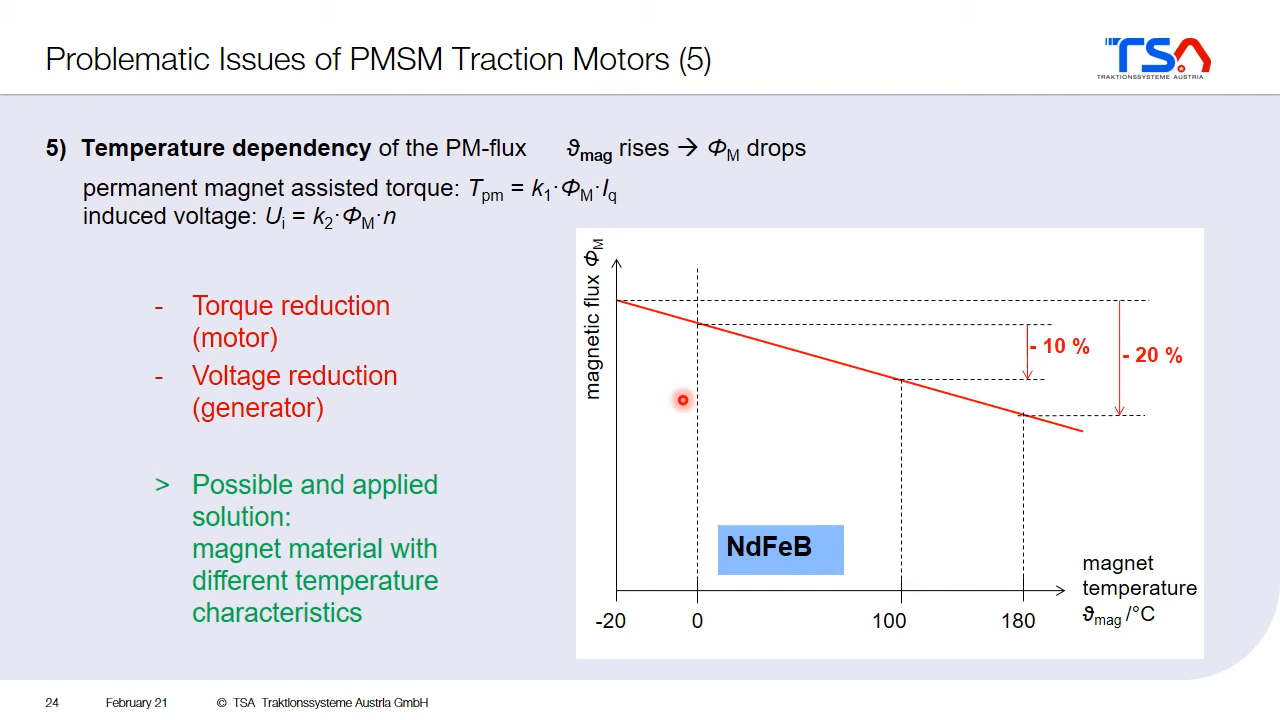 Problematic Issues of PMSM Traction Motors (5)
TSA
TRAKTIONSSYSTEME AUSTRIA
5) Temperature dependency of the PM-flux ϑmag rises → ΦM drops
permanent magnet assisted torque: Tpm = k1·ΦM·Iq
induced voltage: Ui = k2·ΦM·n
- Torque reduction
(motor)
- Voltage reduction
(generator)
> Possible and applied
solution:
magnet material with
different temperature
characteristics
magnetic flux ΦM
- 10 %
- 20 %
NdFeB
magnet
temperature
ϑmag /°C
-20 0 100 180
24 February 21 © TSA Traktionssysteme Austria GmbH